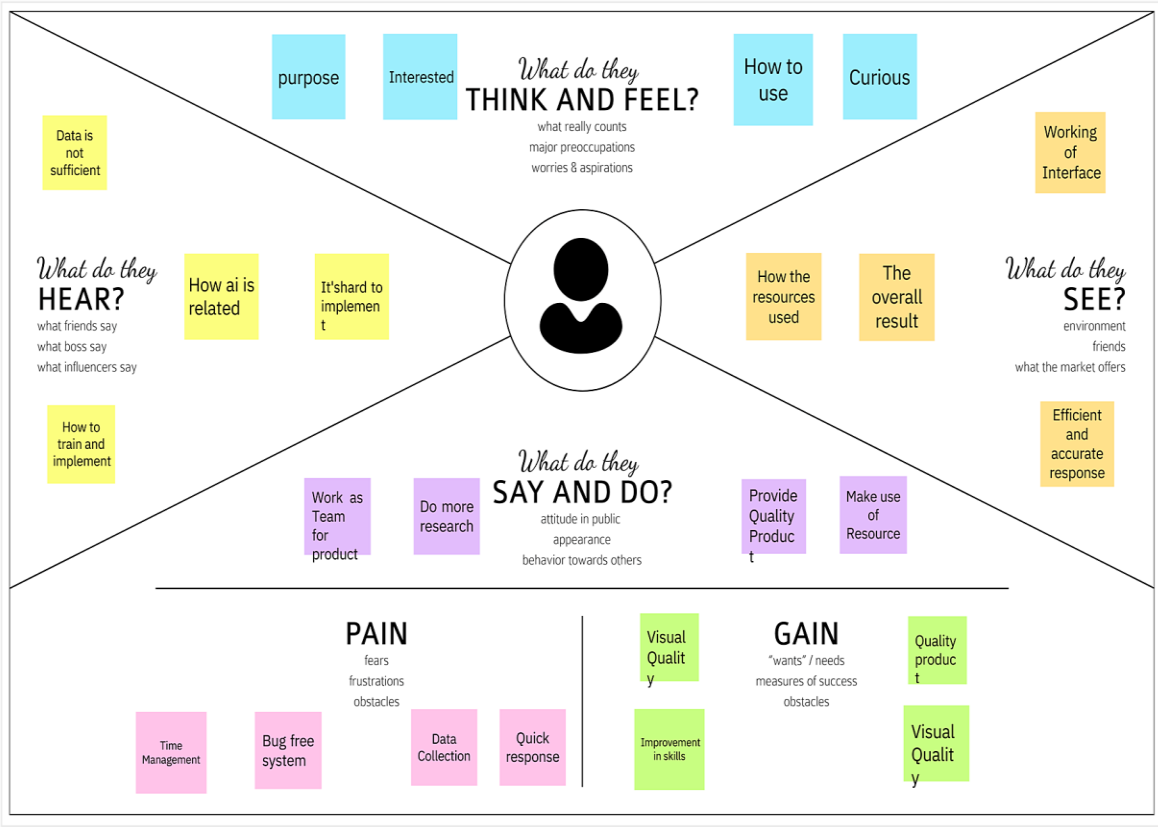 purpose
Interested
What do they
THINK AND FEEL?
what really counts
major preoccupations
worries & aspirations
How to
use
Curious
Data is
not
sufficient
What do they
HEAR?
what friends say
what boss say
what influencers say
How ai is
related
It'shard to
implemen
t
How to
train and
implement
Working
of
Interface
How the
resources
used
The
overall
result
What do they
SEE?
environment
friends
what the market offers
Efficient
and
accurate
response
Work as
Team
for
product
Do more
research
What do they
SAY AND DO?
attitude in public
appearance
behavior towards others
Provide
Quality
Produc
t
Make use
of
Resource
PAIN
fears
frustrations
obstacles
Time
Management
Bug free
system
Data
Collection
Quick
response
Visual
Qualit
y
GAIN
"wants" / needs
measures of success
obstacles
Quality
produc
t
Improvement
in skills
Visual
Qualit
y